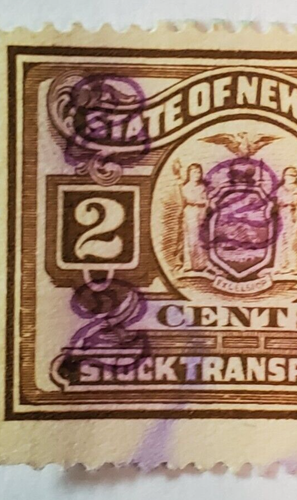 STATE OF NEW
2
EXCELSIOR
CENT
STOCK TRANSF